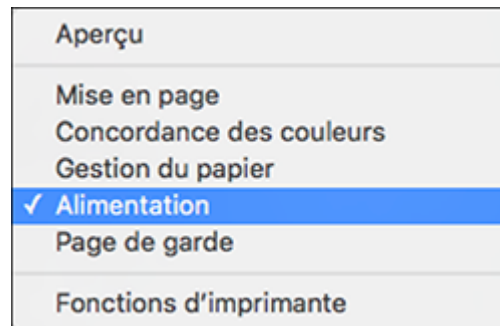 Aperçu
Mise en page
Concordance des couleurs
Gestion du papier
✓ Alimentation
Page de garde
Fonctions d'imprimante